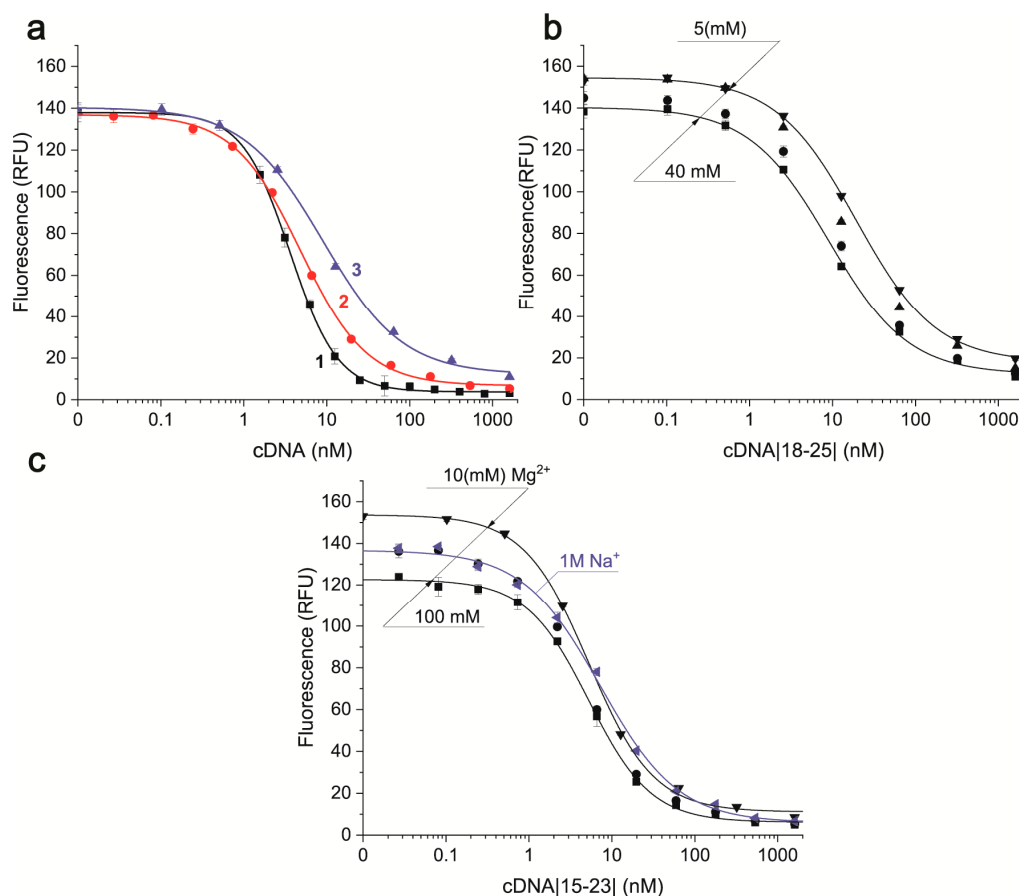 a
Fluorescence (RFU)
160
140
120
100
80
60
40
20
0
3
2
1
0 0.1 1 10 100 1000
cDNA (nM)
b
Fluorescence(RFU)
5(mM)
160
140
120
100
80
60
40
20
0
40 mM
0 0.1 1 10 100 1000
cDNA|18-25| (nM)
c
Fluorescence (RFU)
10(mM) Mg²⁺
160
140
120
100
80
60
40
20
0
1M Na⁺
100 mM
0 0.1 1 10 100 1000
cDNA|15-23| (nM)